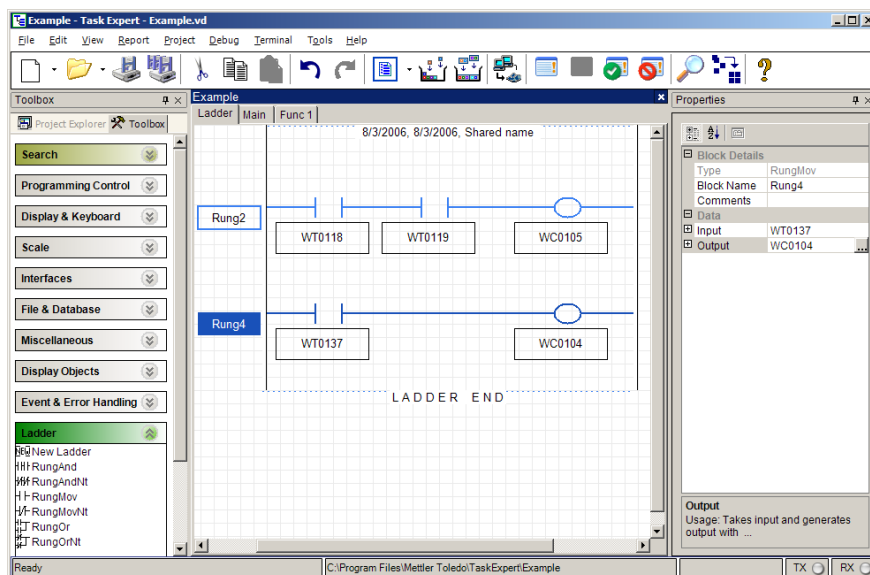 Example - Task Expert - Example.vd
File Edit View Report Project Debug Terminal Tools Help
Toolbox
Project Explorer Toolbox
Search
Programming Control
Display & Keyboard
Scale
Interfaces
File & Database
Miscellaneous
Display Objects
Event & Error Handling
Ladder
New Ladder
RungAnd
RungAndNt
RungMov
RungMovNt
RungOr
RungOrNt
Example
Ladder Main Func 1
8/3/2006, 8/3/2006, Shared name
Rung2
WT0118 WT0119 WC0105
Rung4
WT0137 WC0104
LADDER END
Properties
Block Details
Type RungMov
Block Name Rung4
Comments
Data
Input WT0137
Output WC0104 ...
Output
Usage: Takes input and generates
output with ...
Ready C:\Program Files\Mettler Toledo\TaskExpert\Example TX RX